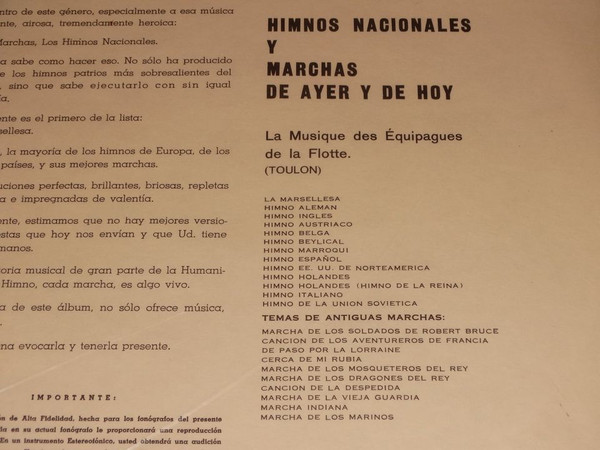 ntro de este género, especialmente a esa música
ente, airosa, tremendamente heroica:
Marchas, Los Himnos Nacionales.
a sabe como hacer eso. No sólo ha producido
e los himnos patrios más sobresalientes del
, sino que sabe ejecutarlo con sin igual
ía.
ente es el primero de la lista:
sellesa.
, la mayoría de los himnos de Europa, de los
países, y sus mejores marchas.
uciones perfectas, brillantes, briosas, repletas
a e impregnadas de valentía.
ente, estimamos que no hay mejores versio-
estas que hoy nos envían y que Ud. tiene
manos.
toria musical de gran parte de la Humani-
Himno, cada marcha, es algo vivo.
a de este álbum, no sólo ofrece música,
na evocarla y tenerla presente.
IMPORTANTE:
ón de Alta Fidelidad, hecha para los fonógrafos del presente
lla en su actual fonógrafo le proporcionará una reproducción
En un instrumento Estereofónico, usted obtendrá una audición
HIMNOS NACIONALES
Y
MARCHAS
DE AYER Y DE HOY
La Musique des Équipagues
de la Flotte.
(TOULON)
LA MARSELLESA
HIMNO ALEMAN
HIMNO INGLES
HIMNO AUSTRIACO
HIMNO BELGA
HIMNO BEYLICAL
HIMNO MARROQUI
HIMNO ESPAÑOL
HIMNO EE. UU. DE NORTEAMERICA
HIMNO HOLANDES
HIMNO HOLANDES (HIMNO DE LA REINA)
HIMNO ITALIANO
HIMNO DE LA UNION SOVIETICA
TEMAS DE ANTIGUAS MARCHAS:
MARCHA DE LOS SOLDADOS DE ROBERT BRUCE
CANCION DE LOS AVENTUREROS DE FRANCIA
DE PASO POR LA LORRAINE
CERCA DE MI RUBIA
MARCHA DE LOS MOSQUETEROS DEL REY
MARCHA DE LOS DRAGONES DEL REY
CANCION DE LA DESPEDIDA
MARCHA DE LA VIEJA GUARDIA
MARCHA INDIANA
MARCHA DE LOS MARINOS